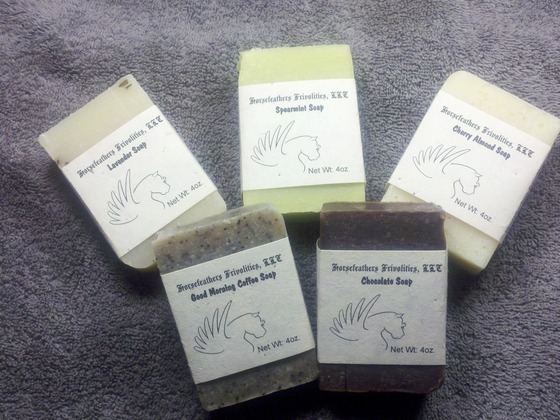 Horsefeathers Frivolities, LLC
Lavender Soap
Net Wt: 4oz.
Horsefeathers Frivolities, LLC
Spearmint Soap
Net Wt: 4oz.
Horsefeathers Frivolities, LLC
Cherry Almond Soap
Net Wt: 4oz.
Horsefeathers Frivolities, LLC
Good Morning Coffee Soap
Net Wt: 4oz.
Horsefeathers Frivolities, LLC
Chocolate Soap
Net Wt: 4oz.